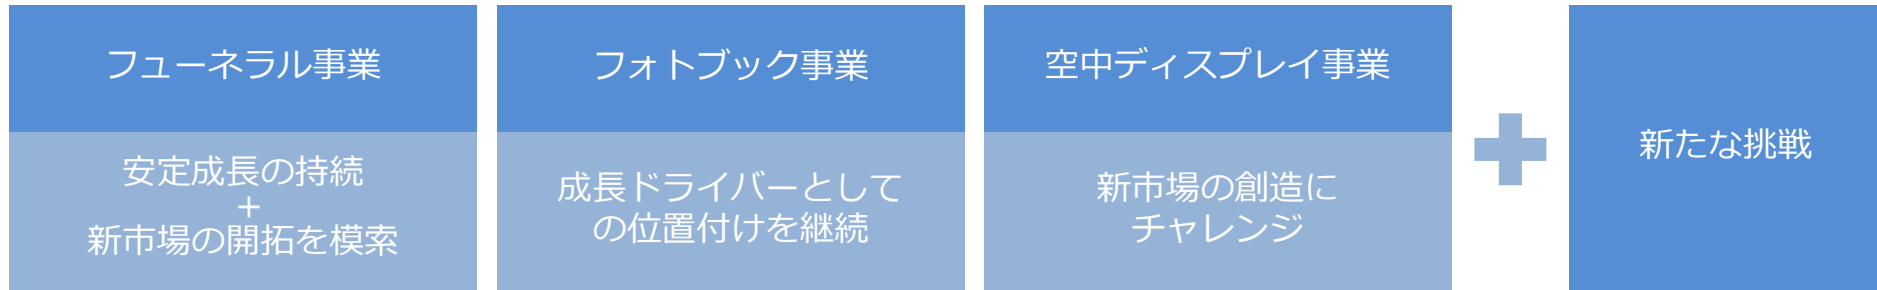 フューネラル事業
安定成長の持続
+
新市場の開拓を模索
フォトブック事業
成長ドライバーとして
の位置付けを継続
空中ディスプレイ事業
新市場の創造に
チャレンジ
新たな挑戦